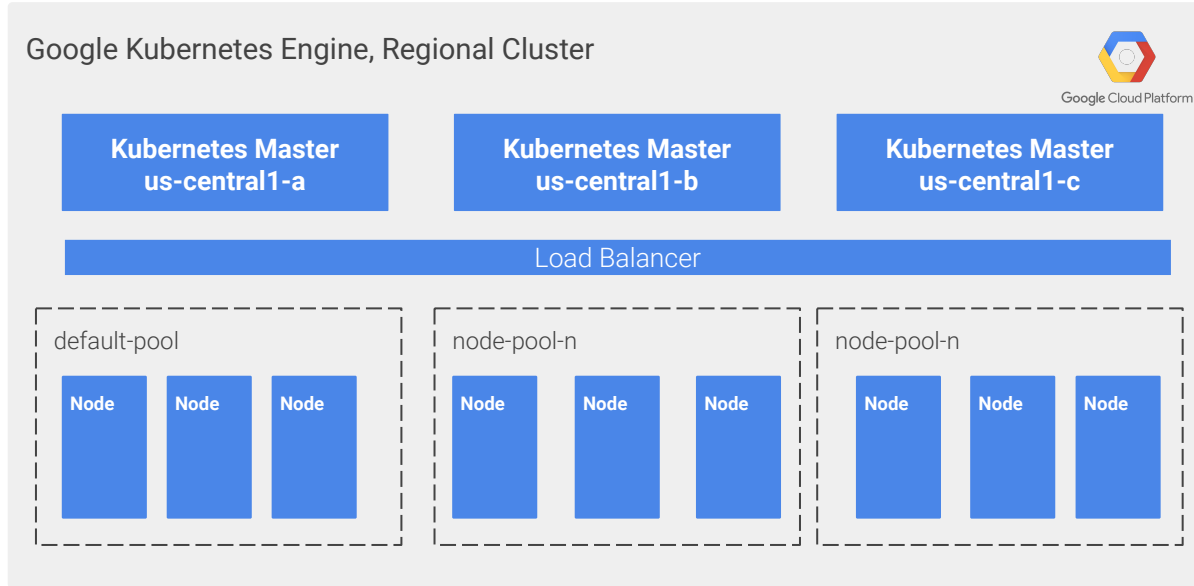 Google Kubernetes Engine, Regional Cluster
Google Cloud Platform
Kubernetes Master
us-central1-a
Kubernetes Master
us-central1-b
Kubernetes Master
us-central1-c
Load Balancer
default-pool
Node
Node
Node
node-pool-n
Node
Node
Node
node-pool-n
Node
Node
Node